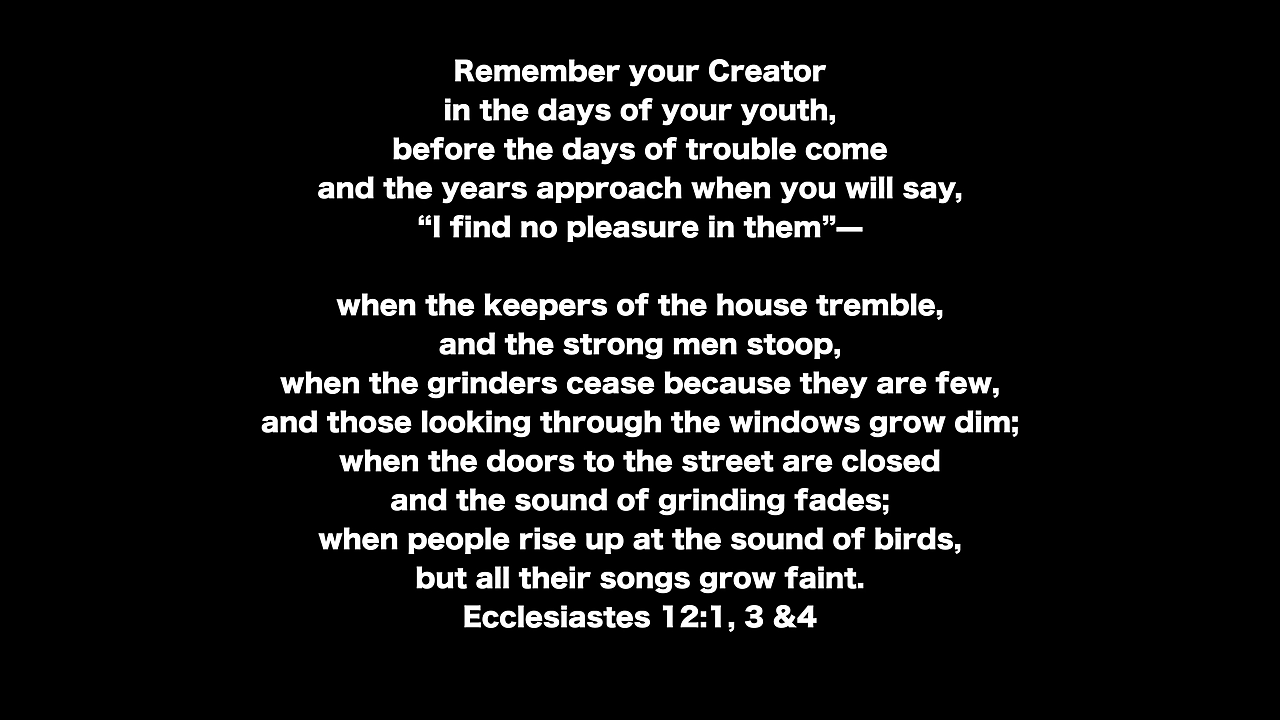 Remember your Creator
in the days of your youth,
before the days of trouble come
and the years approach when you will say,
“I find no pleasure in them”—
when the keepers of the house tremble,
and the strong men stoop,
when the grinders cease because they are few,
and those looking through the windows grow dim;
when the doors to the street are closed
and the sound of grinding fades;
when people rise up at the sound of birds,
but all their songs grow faint.
Ecclesiastes 12:1, 3 &4